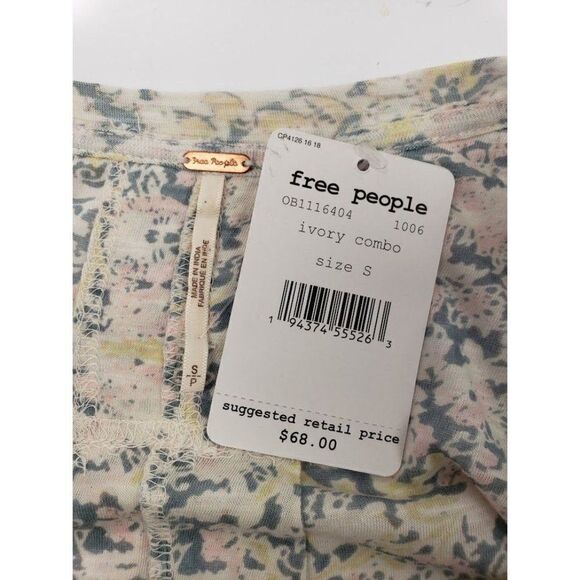 Free People
MADE IN INDIA
FABRIQUÉ EN INDE
S/P
CP4126 16 18
free people
OB1116404 1006
ivory combo
size S
1 94374 55526 3
suggested retail price
$68.00